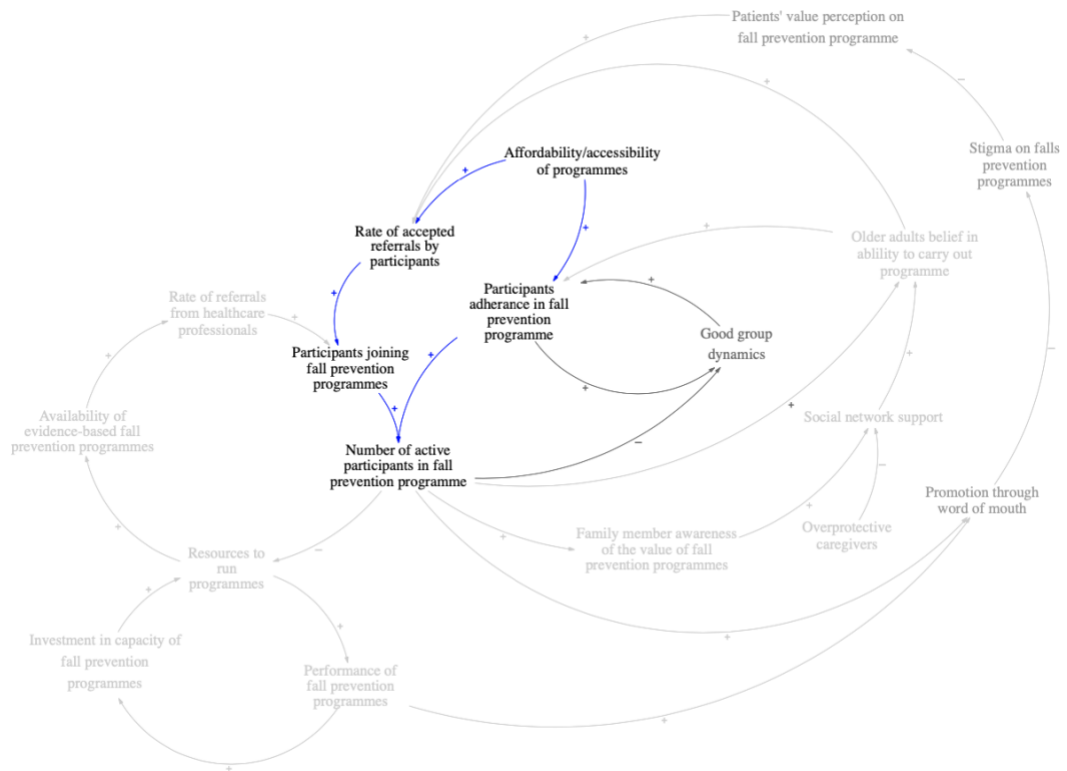 Patients' value perception on
fall prevention programme
Affordability/accessibility
of programmes
Stigma on falls
prevention
programmes
Rate of accepted
referrals by
participants
Older adults belief in
ablility to carry out
programme
Participants
adherance in fall
prevention
programme
Rate of referrals
from healthcare
professionals
Good group
dynamics
Participants joining
fall prevention
programmes
Availability of
evidence-based fall
prevention programmes
Social network support
Number of active
participants in fall
prevention programme
Promotion through
word of mouth
Family member awareness
of the value of fall
prevention programmes
Overprotective
caregivers
Resources to
run
programmes
Investment in capacity of
fall prevention
programmes
Performance of
fall prevention
programmes